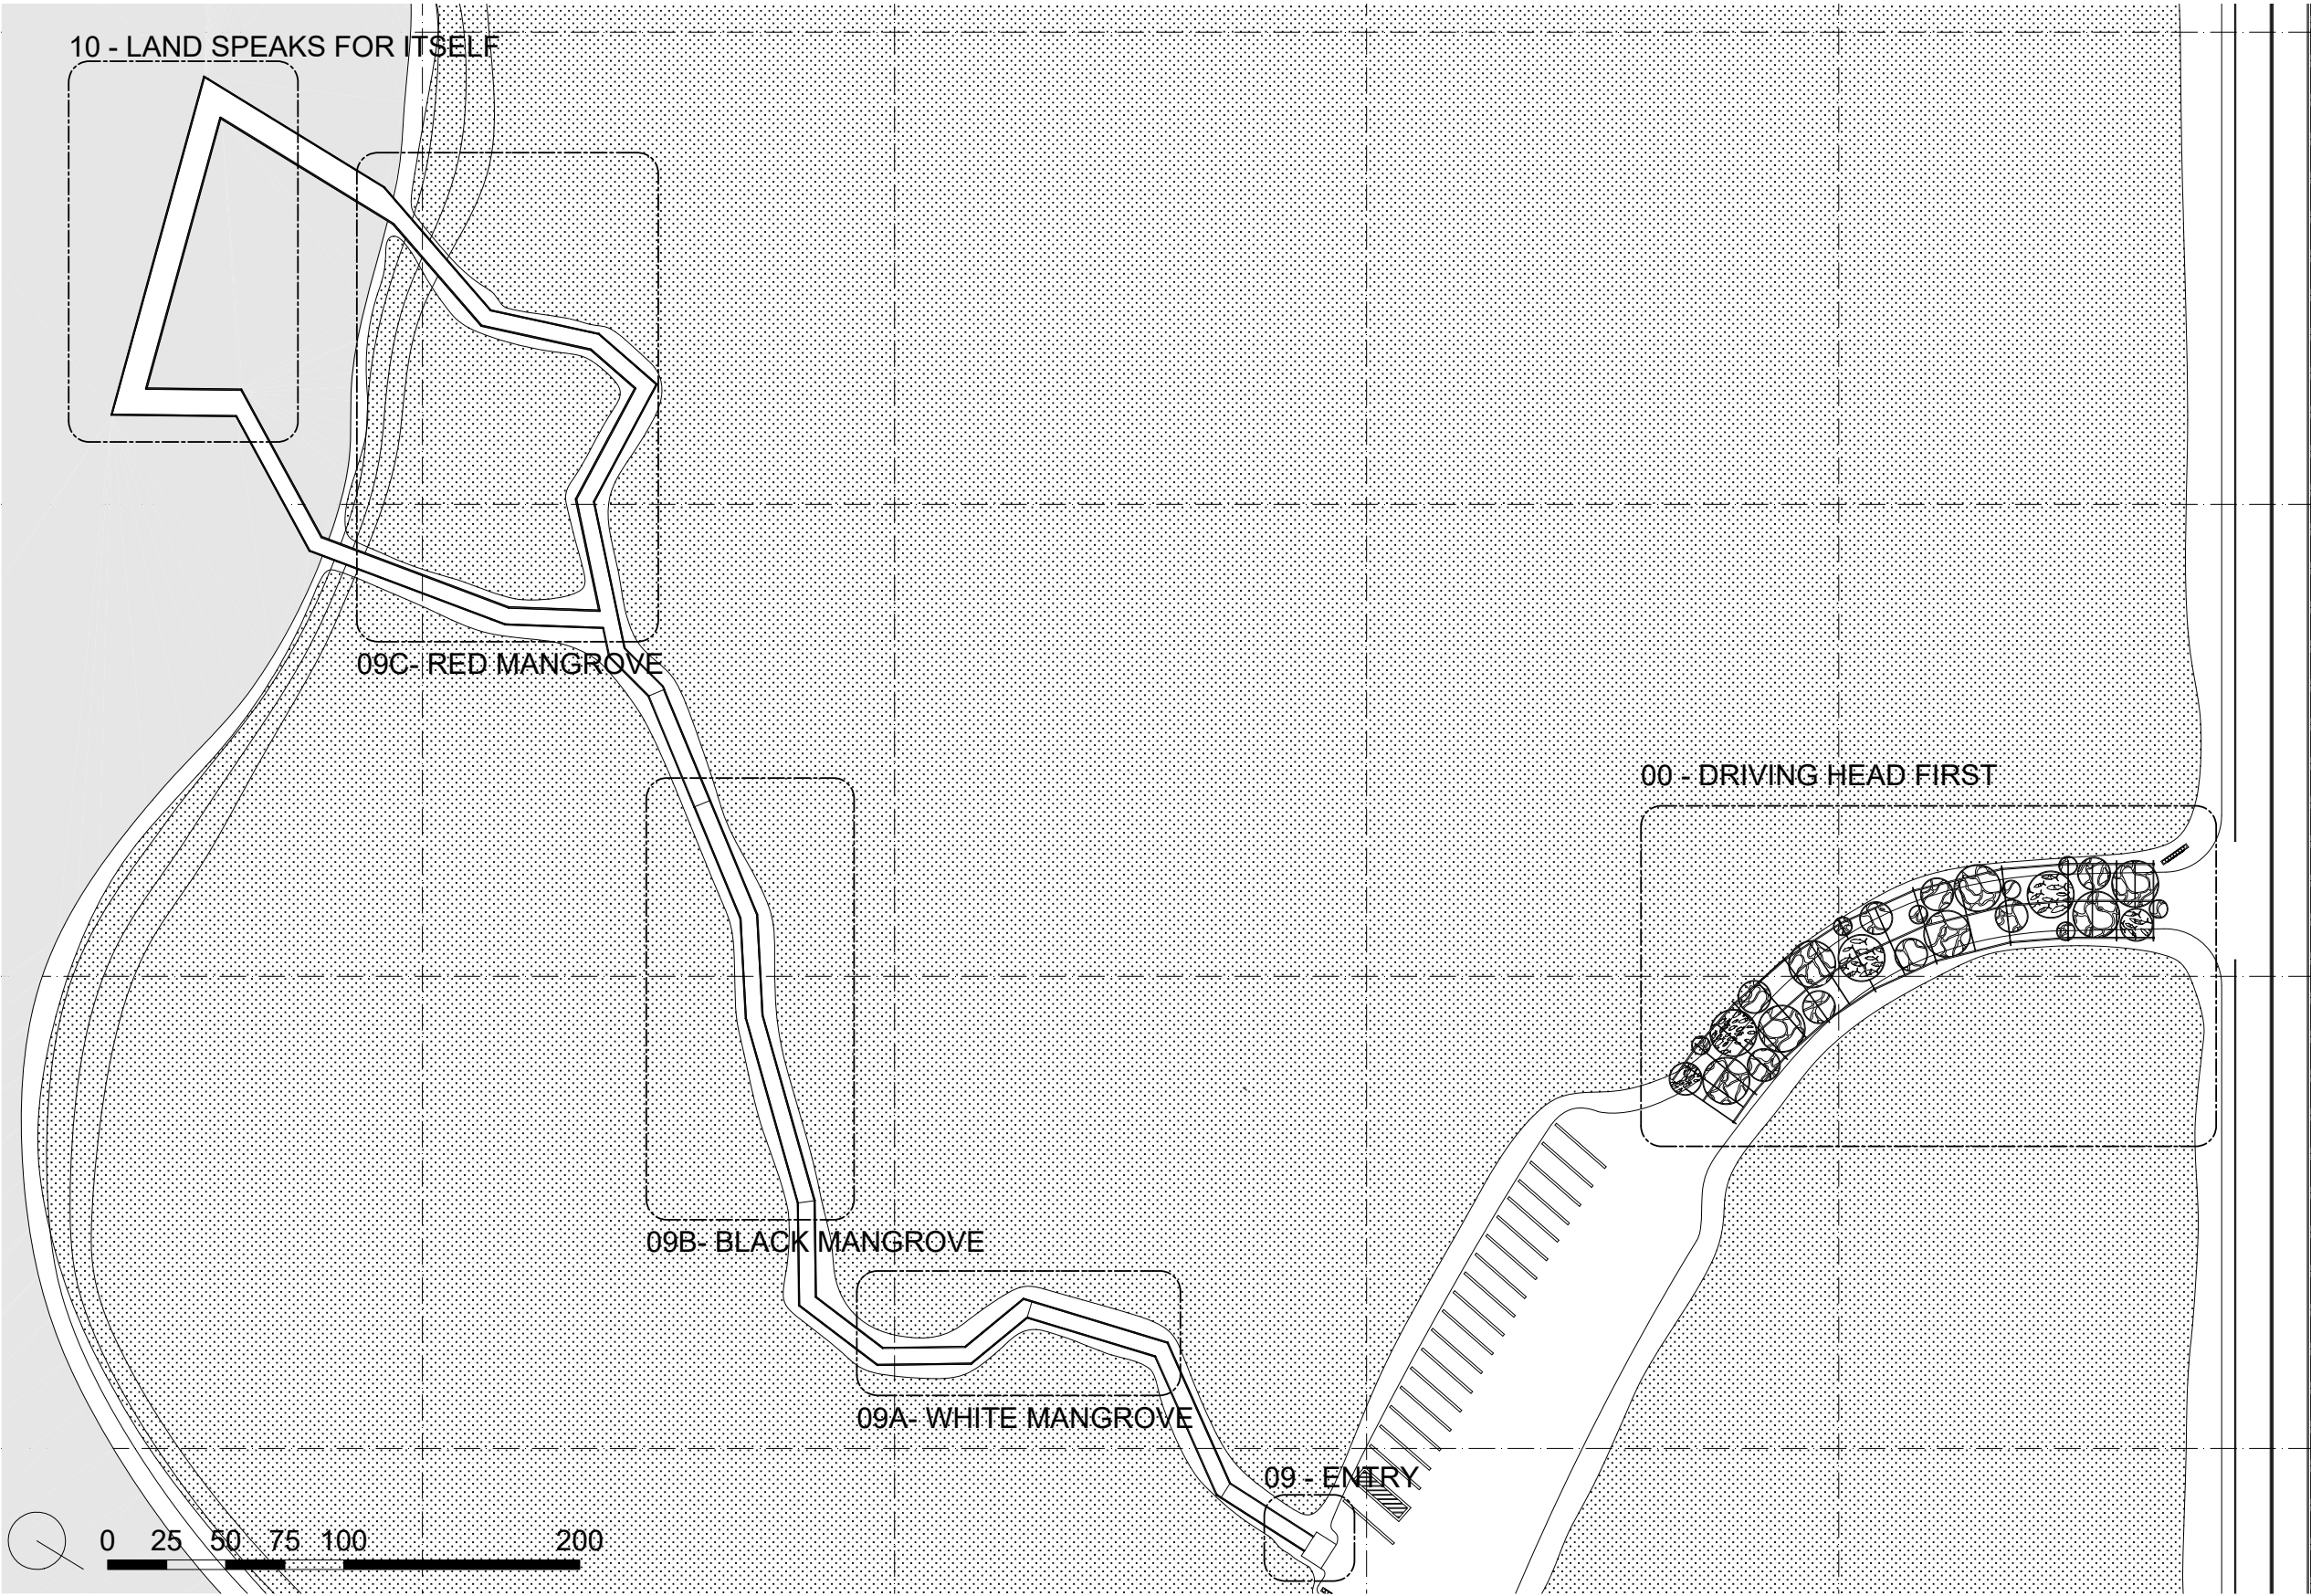 10 - LAND SPEAKS FOR ITSELF
09C- RED MANGROVE
00 - DRIVING HEAD FIRST
09B- BLACK MANGROVE
09A- WHITE MANGROVE
09 - ENTRY
0 25 50 75 100 200